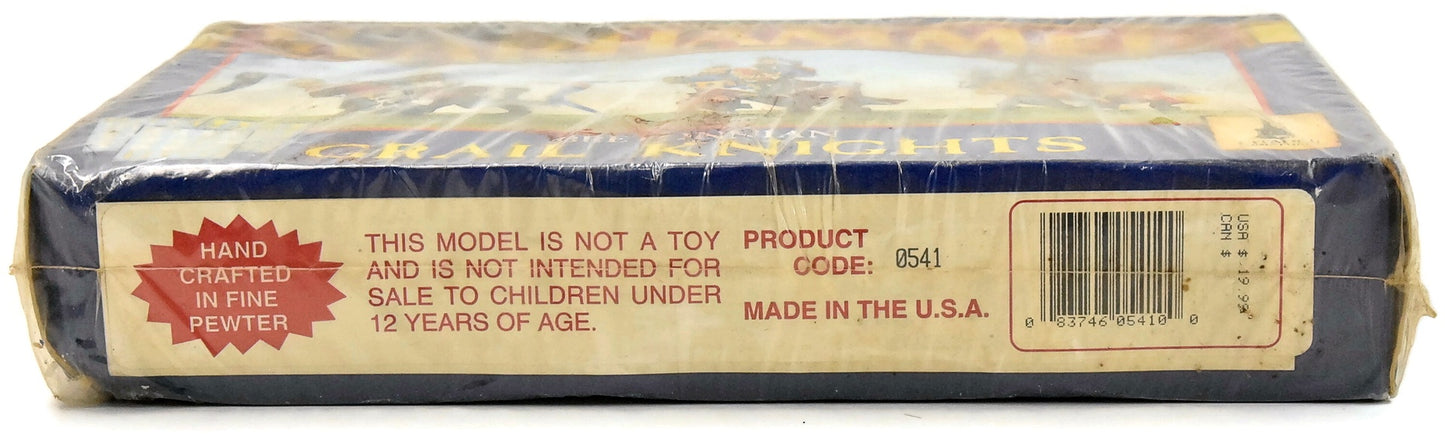 GRAIL KNIGHTS
HAND
CRAFTED
IN FINE
PEWTER
THIS MODEL IS NOT A TOY
AND IS NOT INTENDED FOR
SALE TO CHILDREN UNDER
12 YEARS OF AGE.
PRODUCT
CODE: 0541
MADE IN THE U.S.A.
0 83746 05410 0
USA $ 19.99
CAN $